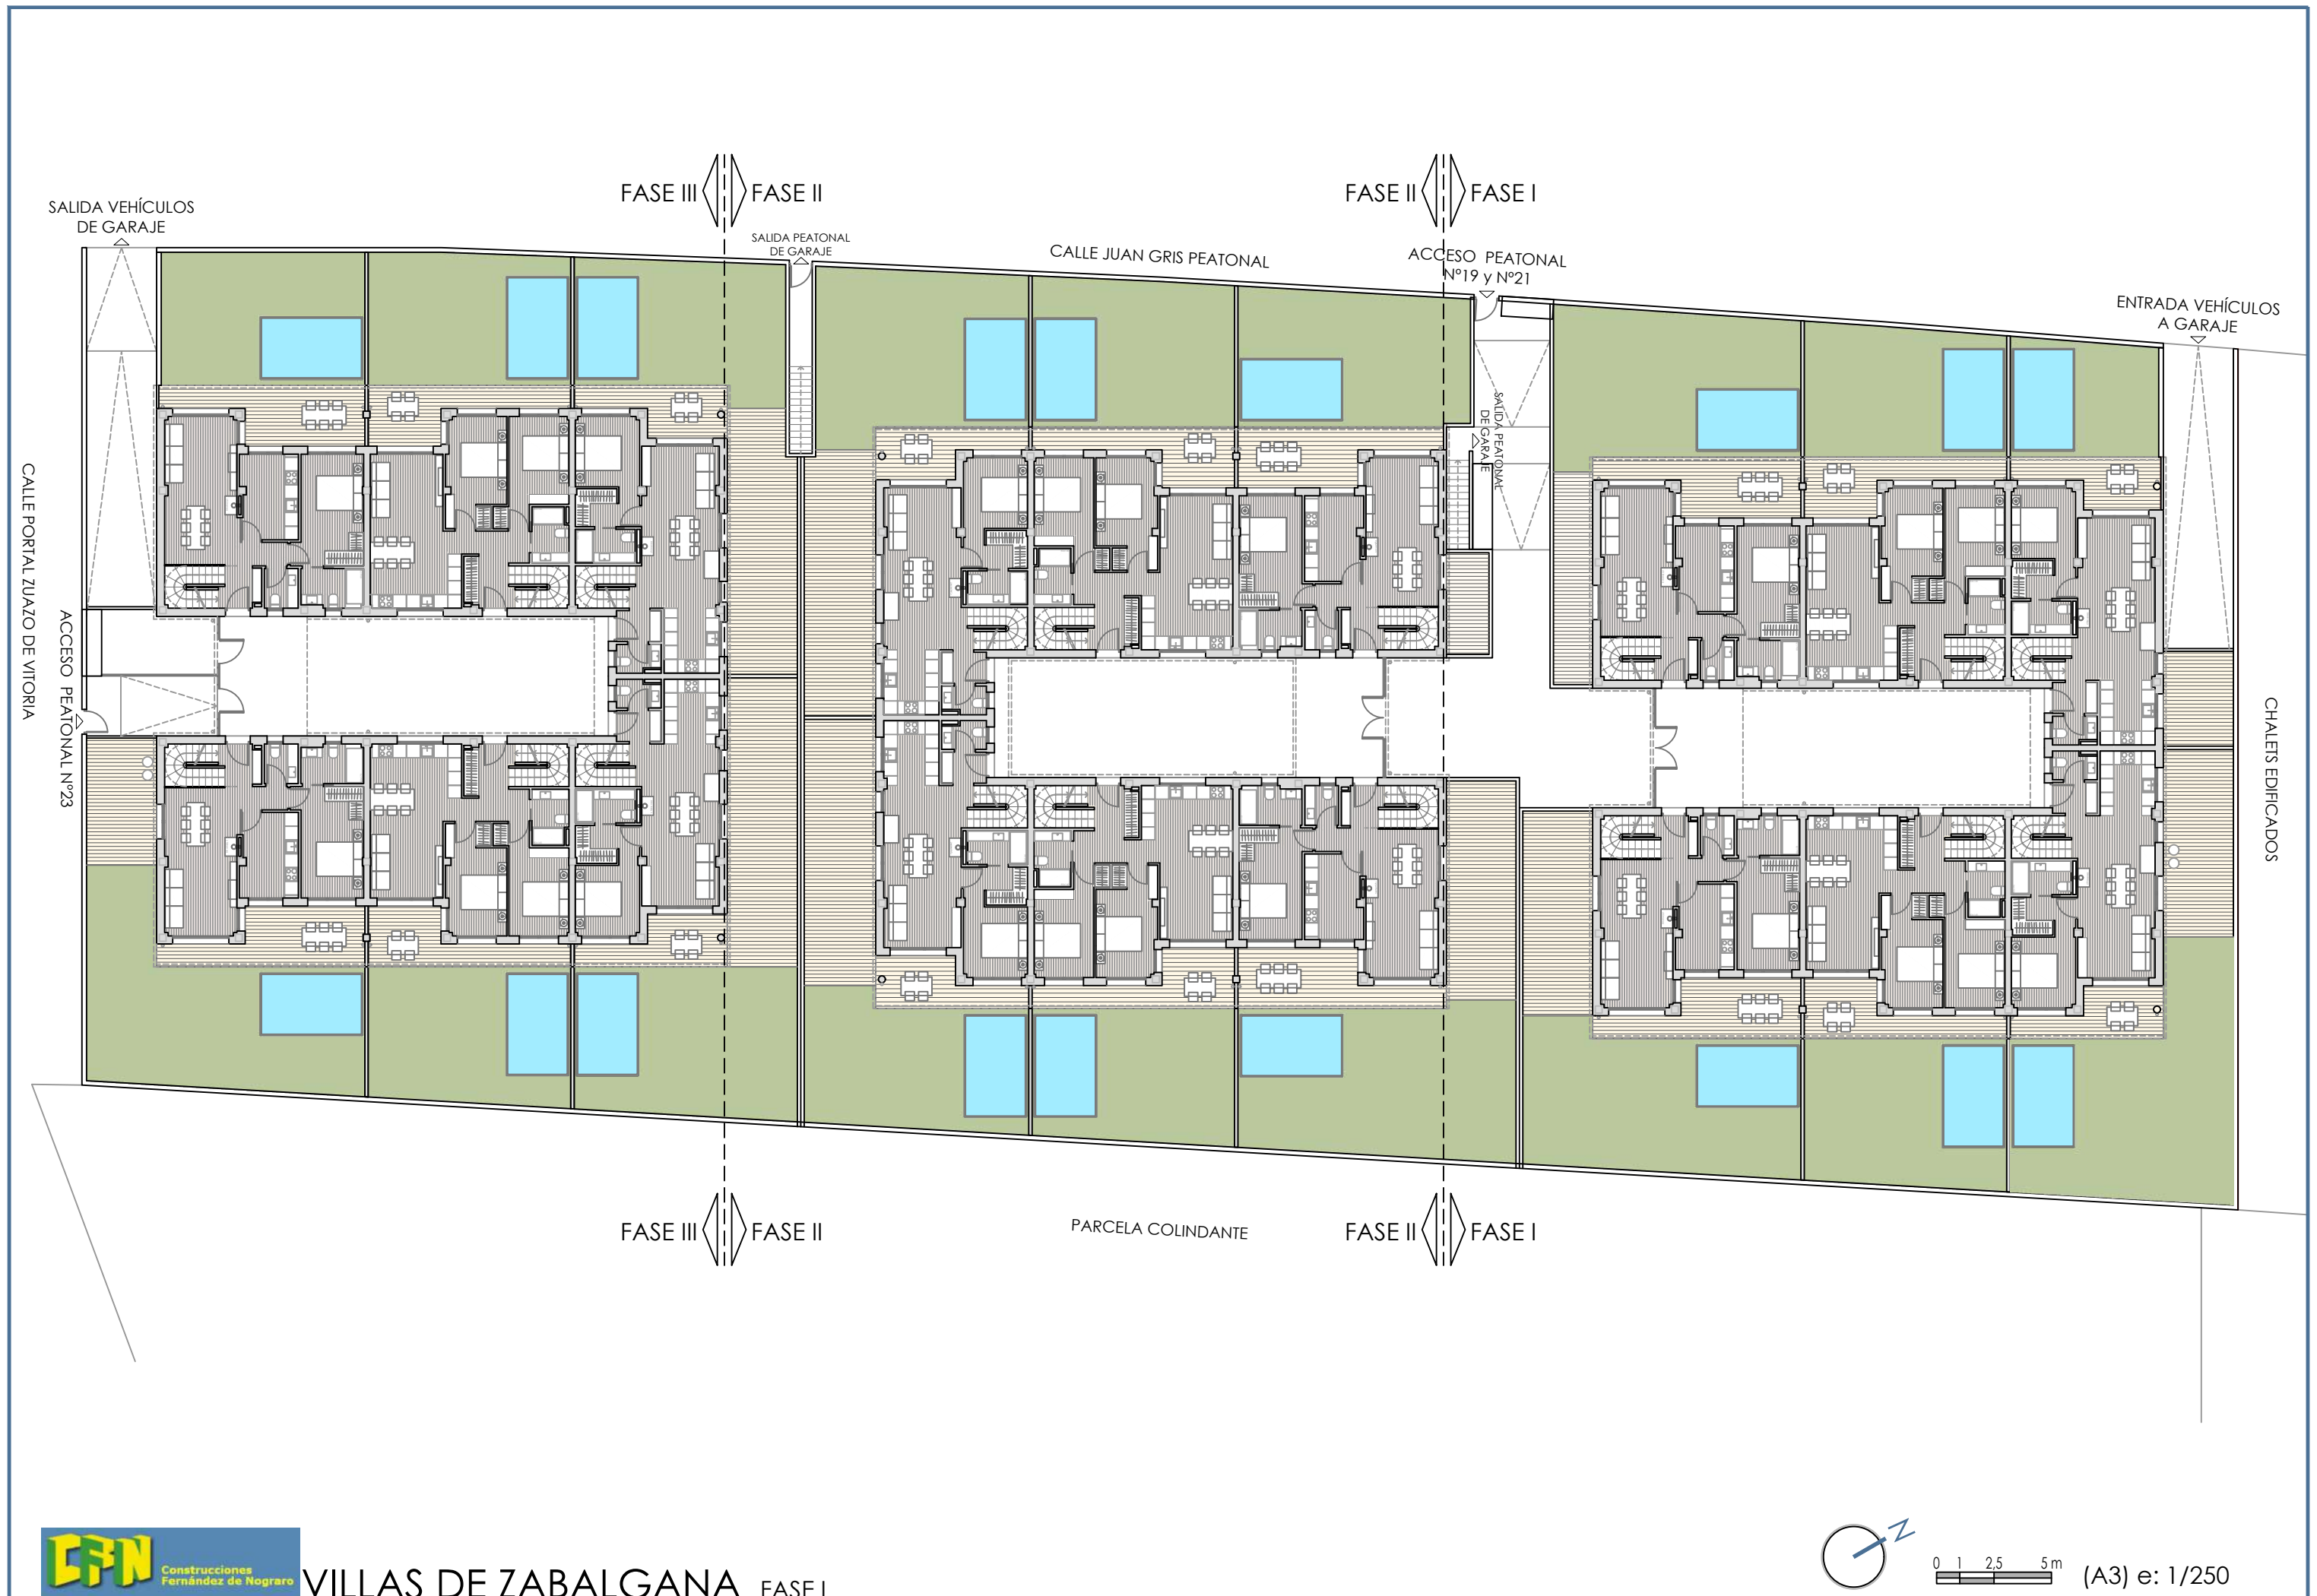 FASE III FASE II
FASE II FASE I
SALIDA VEHÍCULOS
DE GARAJE
SALIDA PEATONAL
DE GARAJE
CALLE JUAN GRIS PEATONAL
ACCESO PEATONAL
Nº19 y Nº21
ENTRADA VEHÍCULOS
A GARAJE
SALIDA PEATONAL
DE GARAJE
CALLE PORTAL ZUAZO DE VITORIA
ACCESO PEATONAL Nº23
CHALETS EDIFICADOS
FASE III FASE II
PARCELA COLINDANTE
FASE II FASE I
CFN
Construcciones
Fernández de Nograro
VILLAS DE ZABALGANA FASE I
N
0 1 2,5 5 m
(A3) e: 1/250